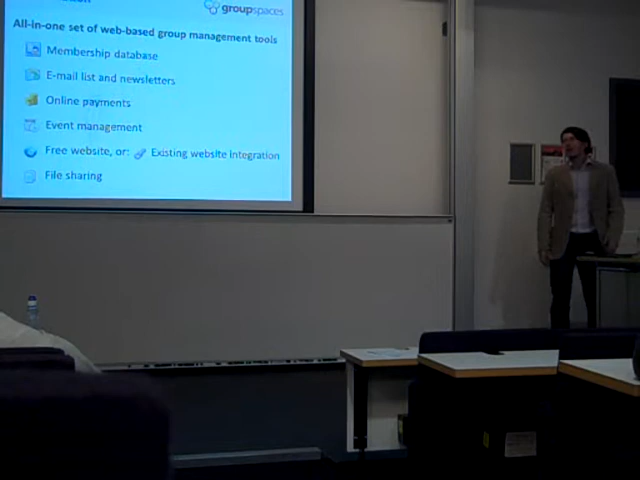 groupspaces
All-in-one set of web-based group management tools
Membership database
E-mail list and newsletters
Online payments
Event management
Free website, or: Existing website integration
File sharing